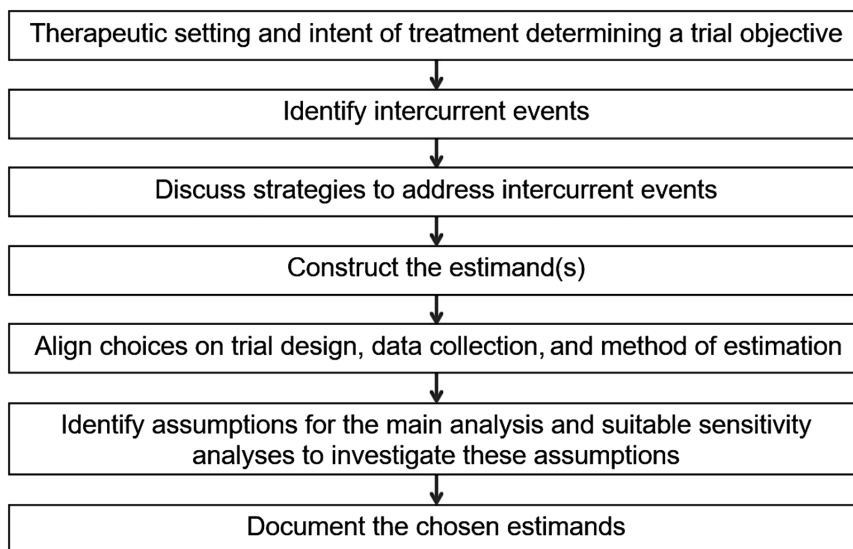 Therapeutic setting and intent of treatment determining a trial objective
Identify intercurrent events
Discuss strategies to address intercurrent events
Construct the estimand(s)
Align choices on trial design, data collection, and method of estimation
Identify assumptions for the main analysis and suitable sensitivity
analyses to investigate these assumptions
Document the chosen estimands